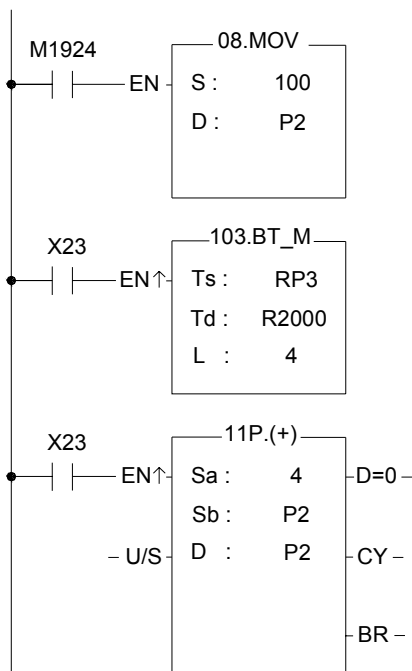 M1924
08.MOV
EN
S : 100
D : P2
X23
103.BT_M
EN↑
Ts : RP3
Td : R2000
L : 4
X23
11P.(+)
EN↑
Sa : 4
D=0
Sb : P2
U/S
D : P2
CY
BR